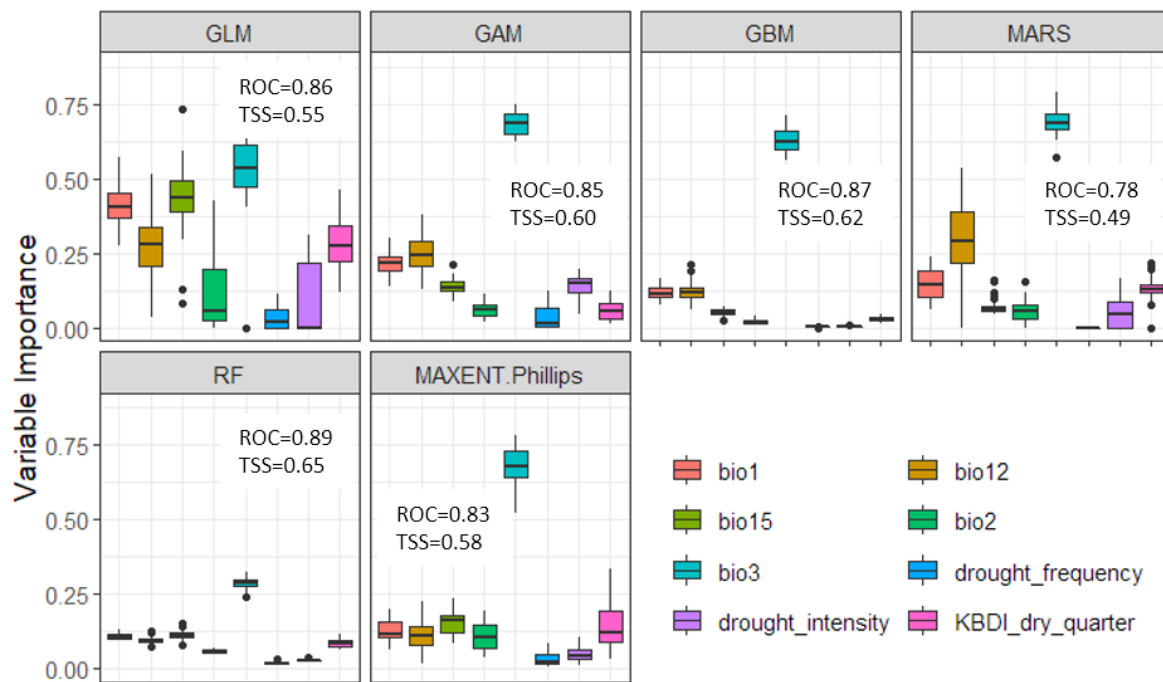 GLM
GAM
GBM
MARS
ROC=0.86
TSS=0.55
ROC=0.85
TSS=0.60
ROC=0.87
TSS=0.62
ROC=0.78
TSS=0.49
0.75
0.50
0.25
0.00
Variable Importance
RF
MAXENT.Phillips
ROC=0.89
TSS=0.65
ROC=0.83
TSS=0.58
0.75
0.50
0.25
0.00
bio1
bio12
bio15
bio2
bio3
drought_frequency
drought_intensity
KBDI_dry_quarter